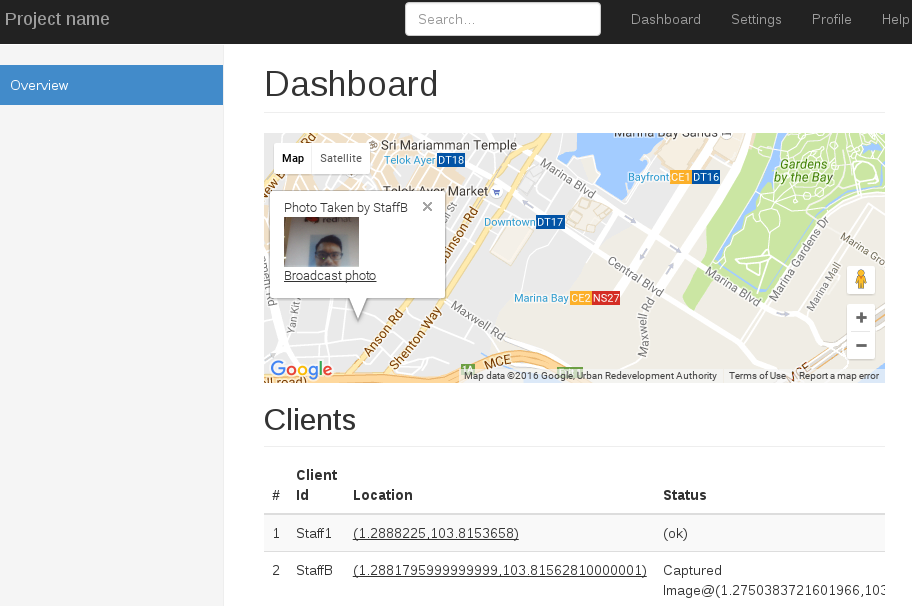 Project name
Search...
Dashboard
Settings
Profile
Help
Overview
Dashboard
Map
Satellite
Sri Mariamman Temple
Telok Ayer DT18
Telok Ayer Market
Marina Bay Sands
Bayfront CE1 DT16
Gardens
by the Bay
Marina Blvd
Photo Taken by StaffB
Broadcast photo
Downtown DT17
Central Blvd
Marina Blvd
Marina Gardens Dr
Marina Mall
Marina Bay CE2 NS27
Maxwell Rd
Maxwell Rd
Anson Rd
Shenton Way
MCE
Google
Map data ©2016 Google, Urban Redevelopment Authority
Terms of Use
Report a map error
Clients
#
Client
Id
Location
Status
1 Staff1 (1.2888225,103.8153658) (ok)
2 StaffB (1.2881795999999999,103.81562810000001) Captured
Image@(1.2750383721601966,103